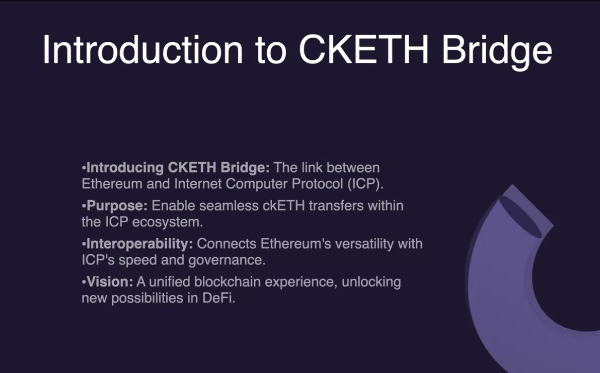 Introduction to CKETH Bridge
•Introducing CKETH Bridge: The link between
Ethereum and Internet Computer Protocol (ICP).
•Purpose: Enable seamless ckETH transfers within
the ICP ecosystem.
•Interoperability: Connects Ethereum's versatility with
ICP's speed and governance.
•Vision: A unified blockchain experience, unlocking
new possibilities in DeFi.